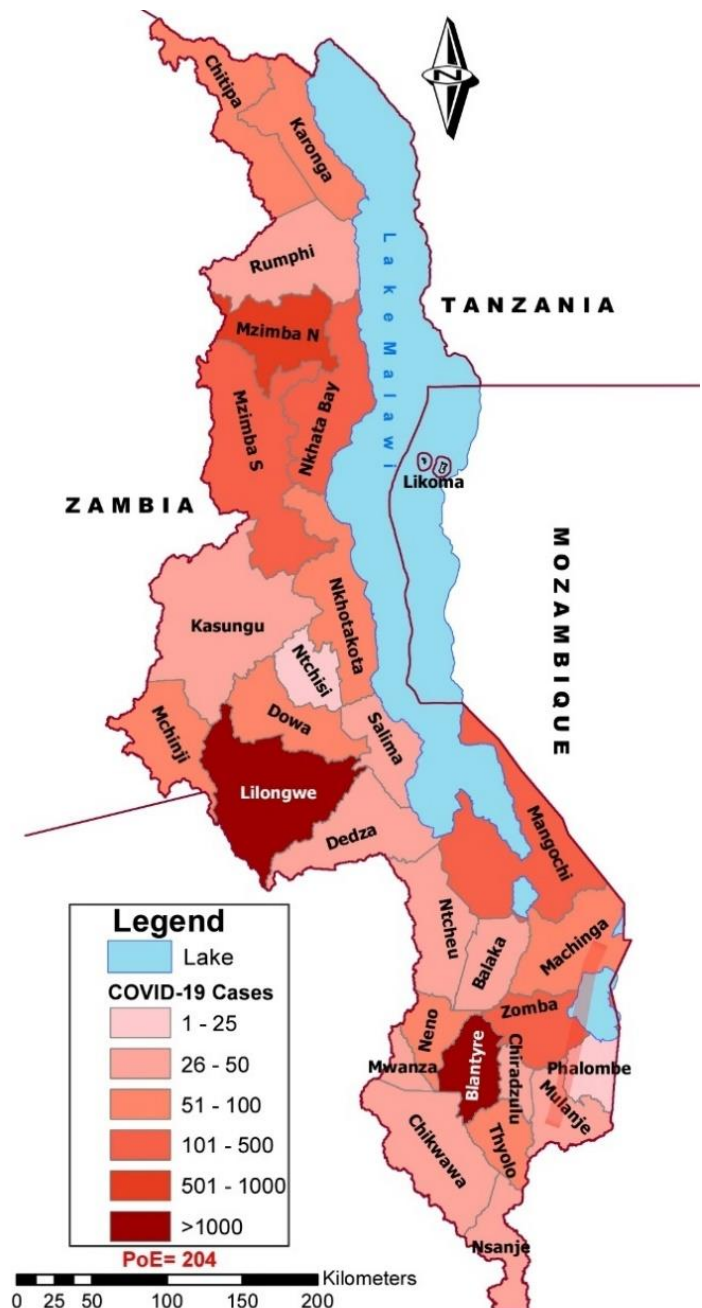 N
Chitipa
Karonga
Rumphi
Lake Malawi
TANZANIA
Mzimba N
Mzimba S
Nkhata Bay
Likoma
ZAMBIA
MOZAMBIQUE
Nkhotakota
Kasungu
Ntchisi
Dowa
Salima
Mchinji
Lilongwe
Dedza
Mangochi
Ntcheu
Balaka
Machinga
Zomba
Neno
Mwanza
Blantyre
Chiradzulu
Phalombe
Mulanje
Thyolo
Chikwawa
Nsanje
Legend
Lake
COVID-19 Cases
1 - 25
26 - 50
51 - 100
101 - 500
501 - 1000
>1000
PoE= 204
Kilometers
0 25 50 100 150 200